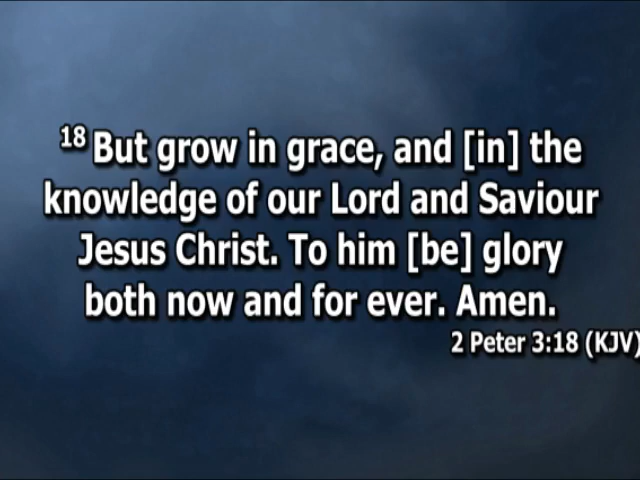 18 But grow in grace, and [in] the
knowledge of our Lord and Saviour
Jesus Christ. To him [be] glory
both now and for ever. Amen.
2 Peter 3:18 (KJV)